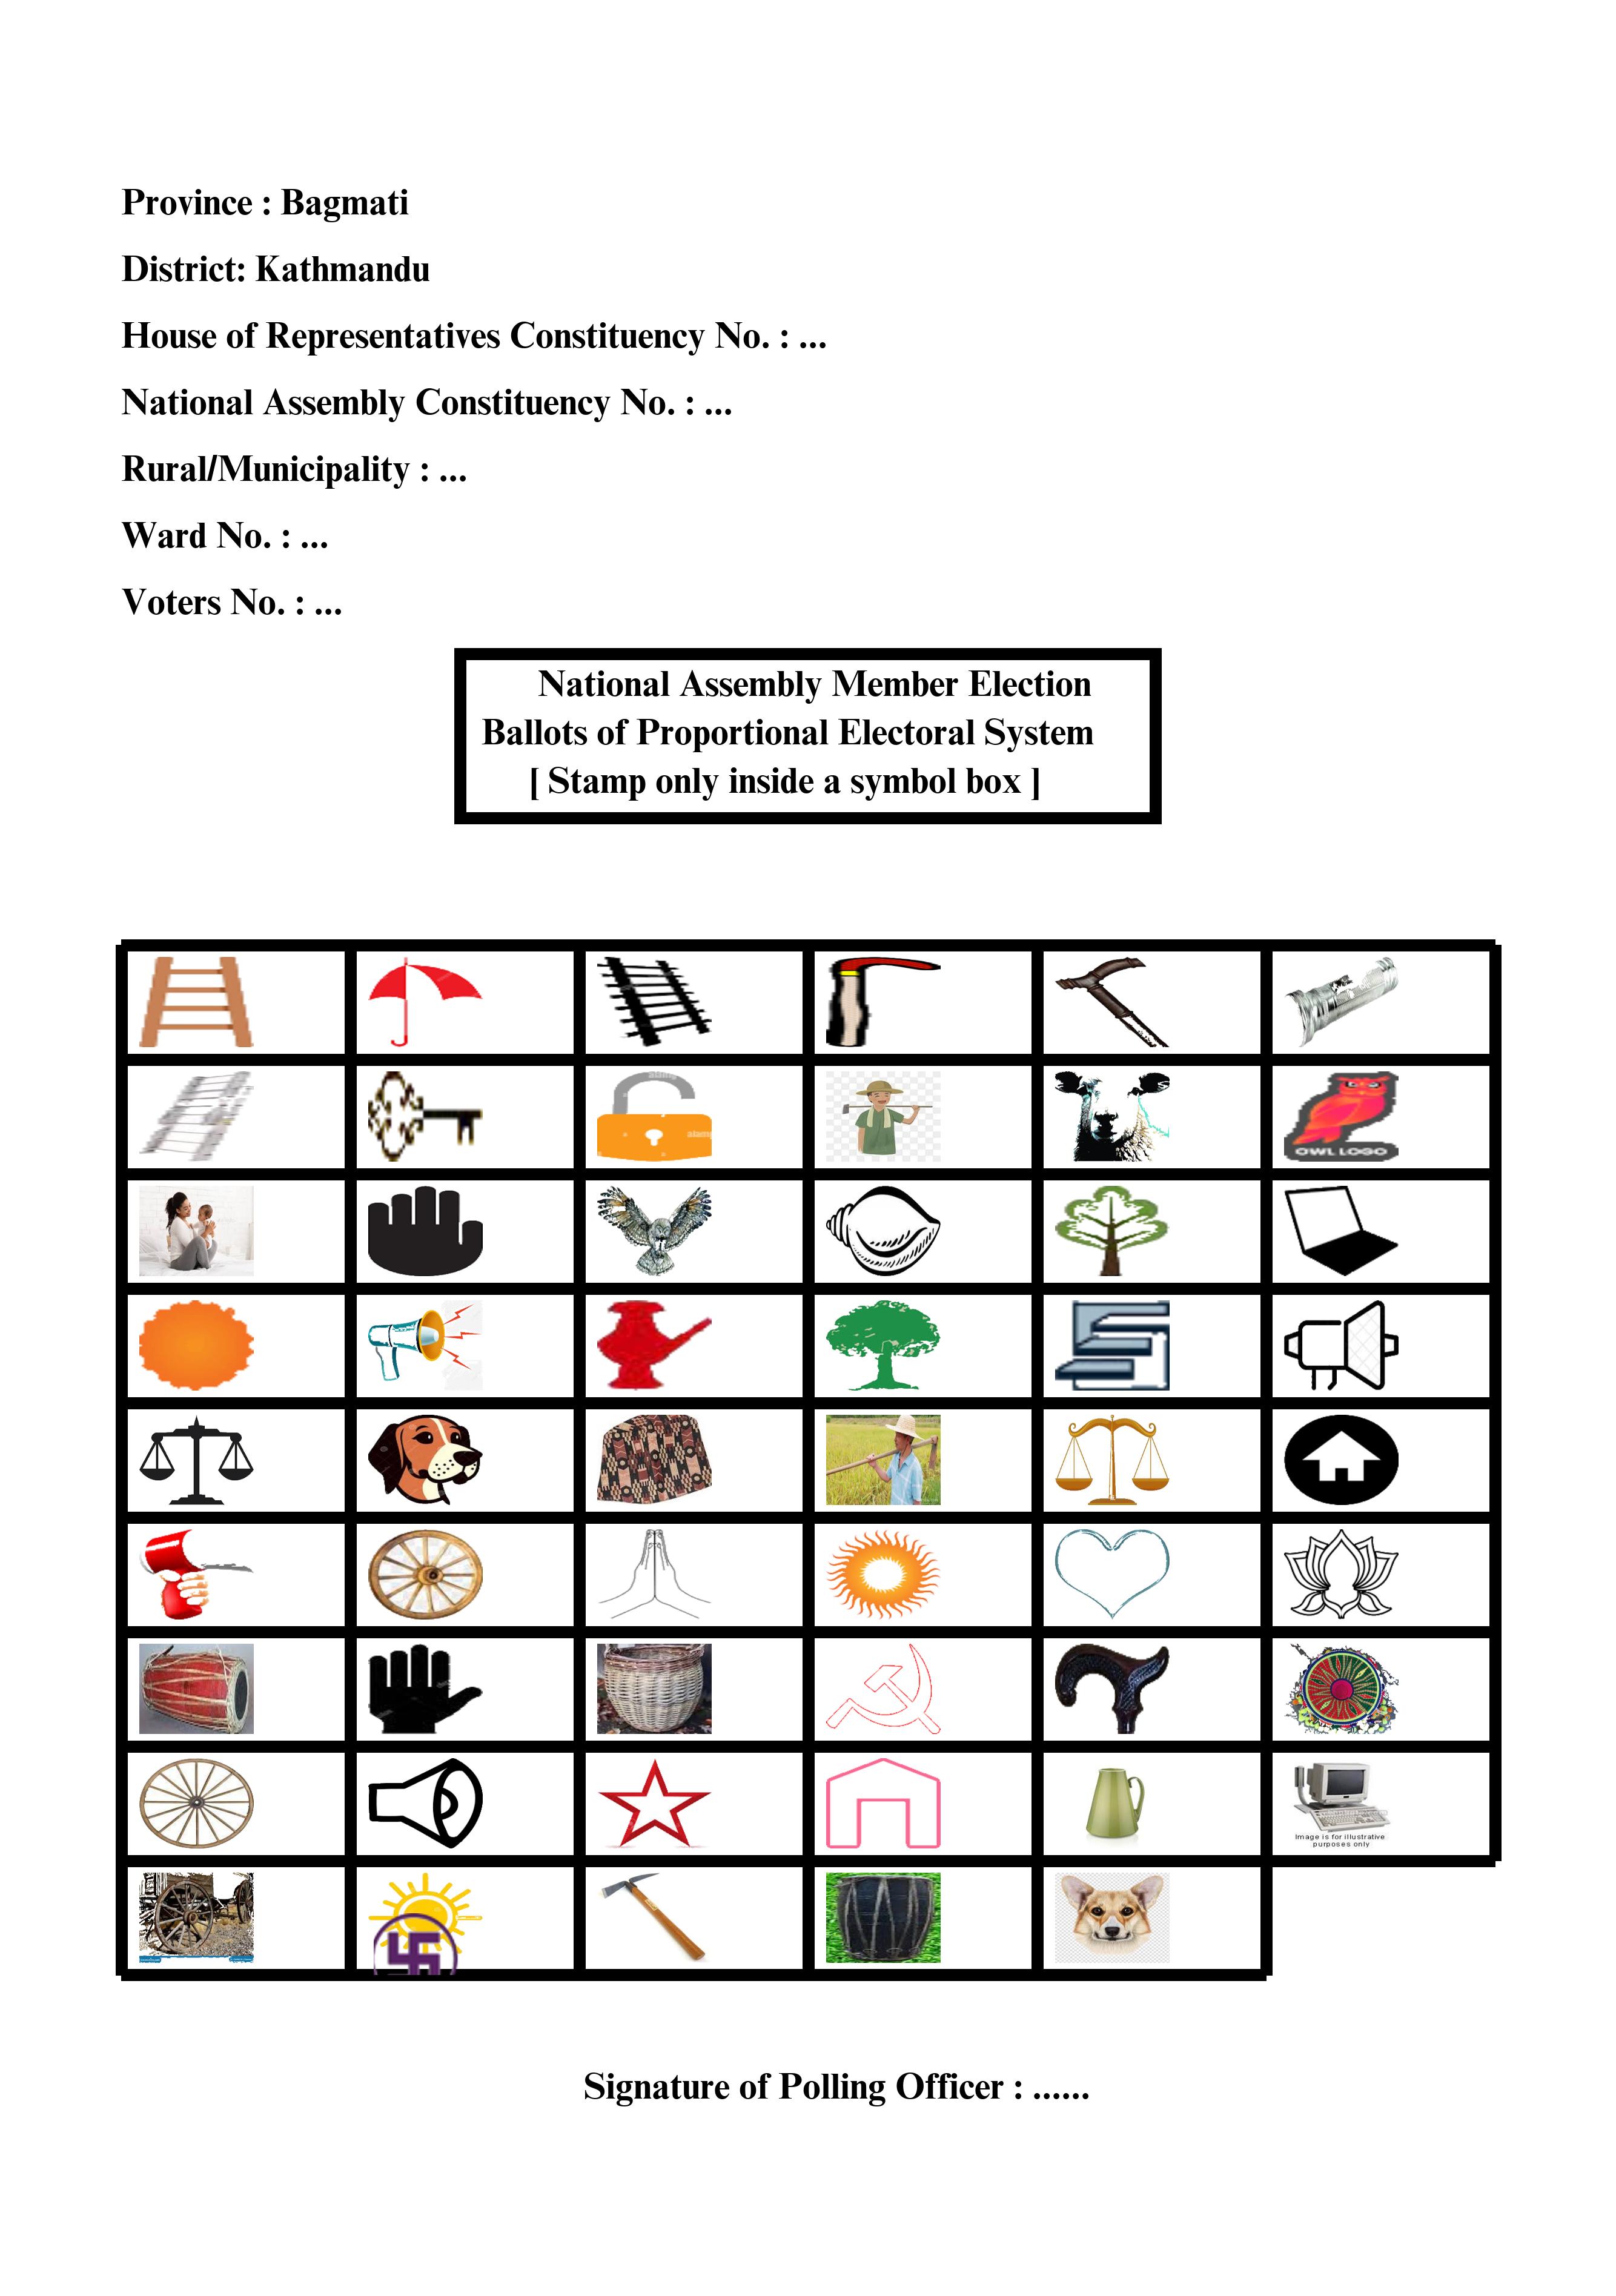 Province : Bagmati
District: Kathmandu
House of Representatives Constituency No. : ...
National Assembly Constituency No. : ...
Rural/Municipality : ...
Ward No. : ...
Voters No. : ...
National Assembly Member Election
Ballots of Proportional Electoral System
[ Stamp only inside a symbol box ]
OWL LOGO
Image is for illustrative
purposes only
Signature of Polling Officer : ......